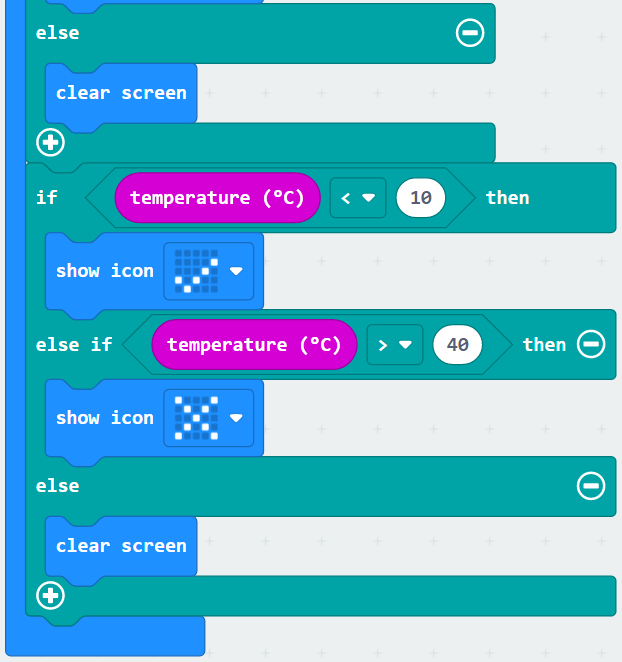 else
clear screen
if temperature (°C) < 10 then
show icon
else if temperature (°C) > 40 then
show icon
else
clear screen